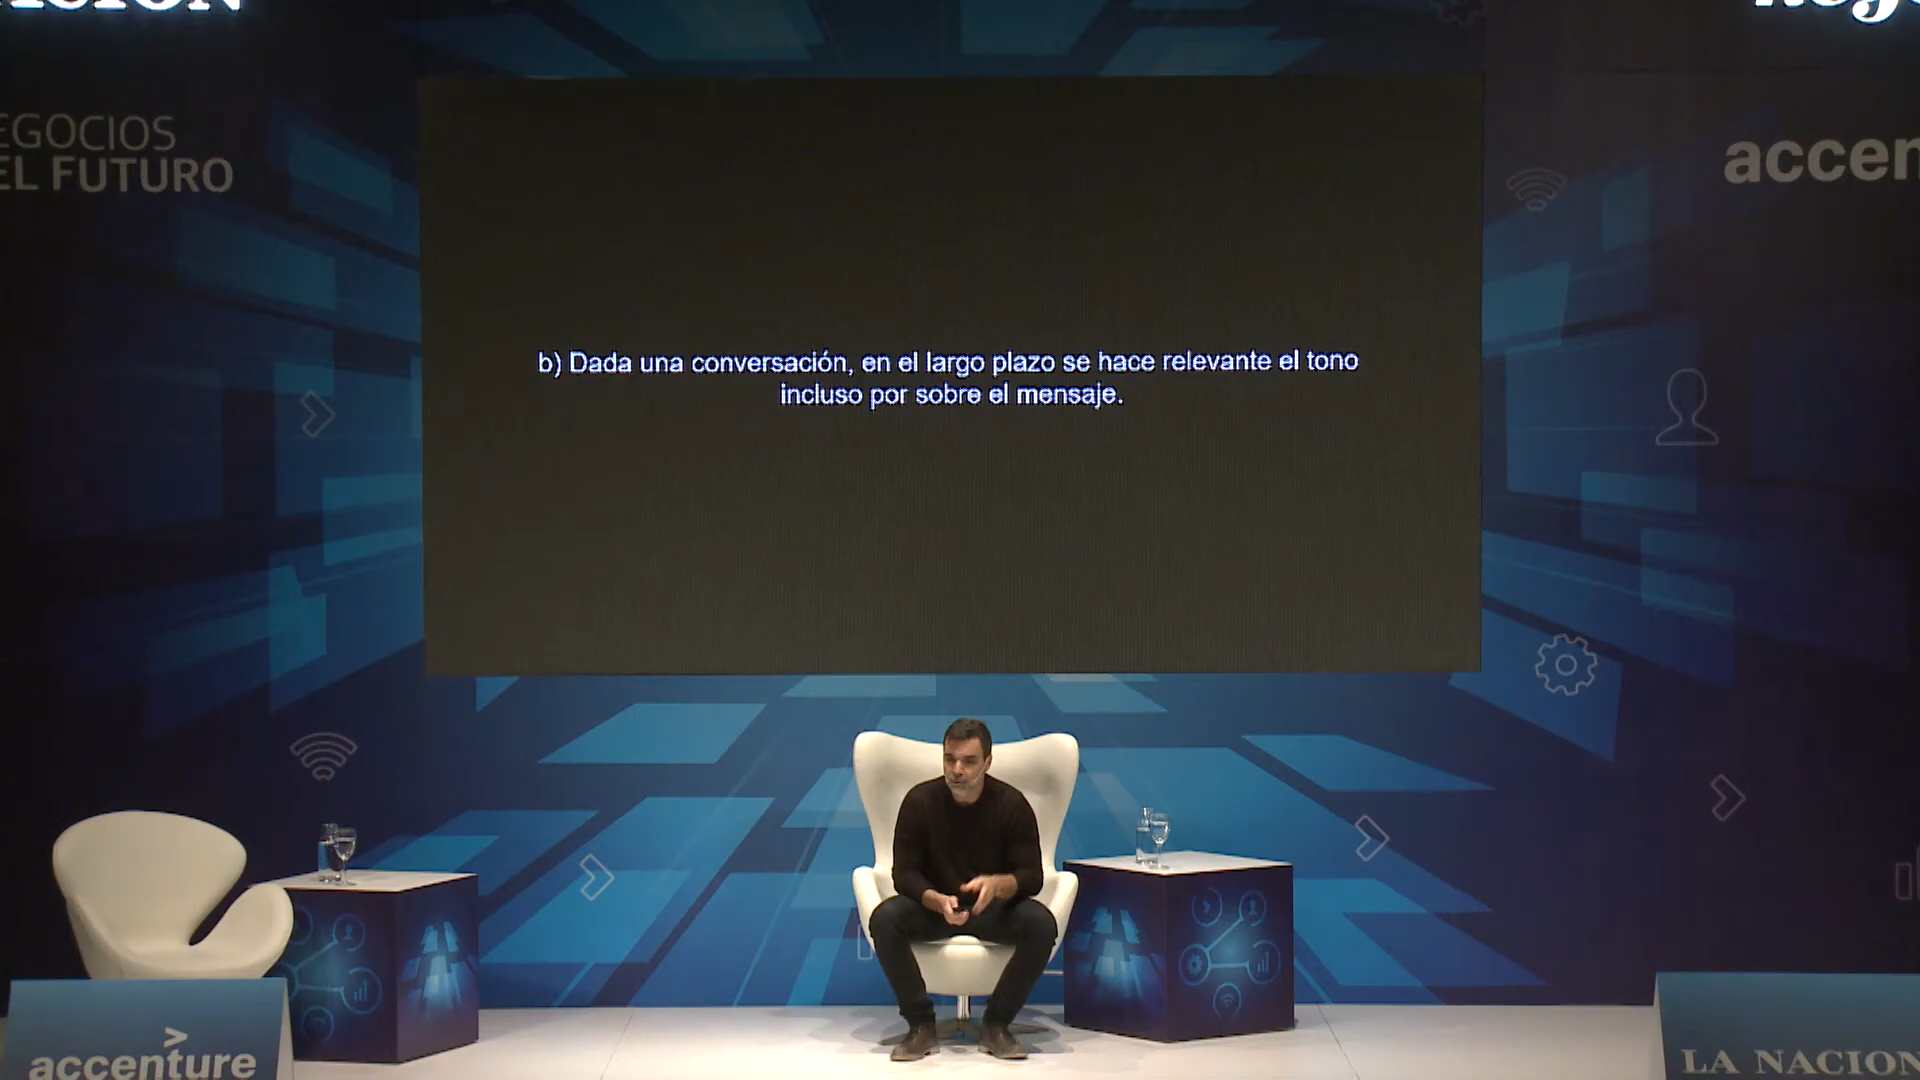 NACION
EGOCIOS
EL FUTURO
accen
b) Dada una conversación, en el largo plazo se hace relevante el tono
incluso por sobre el mensaje.
accenture
LA NACION